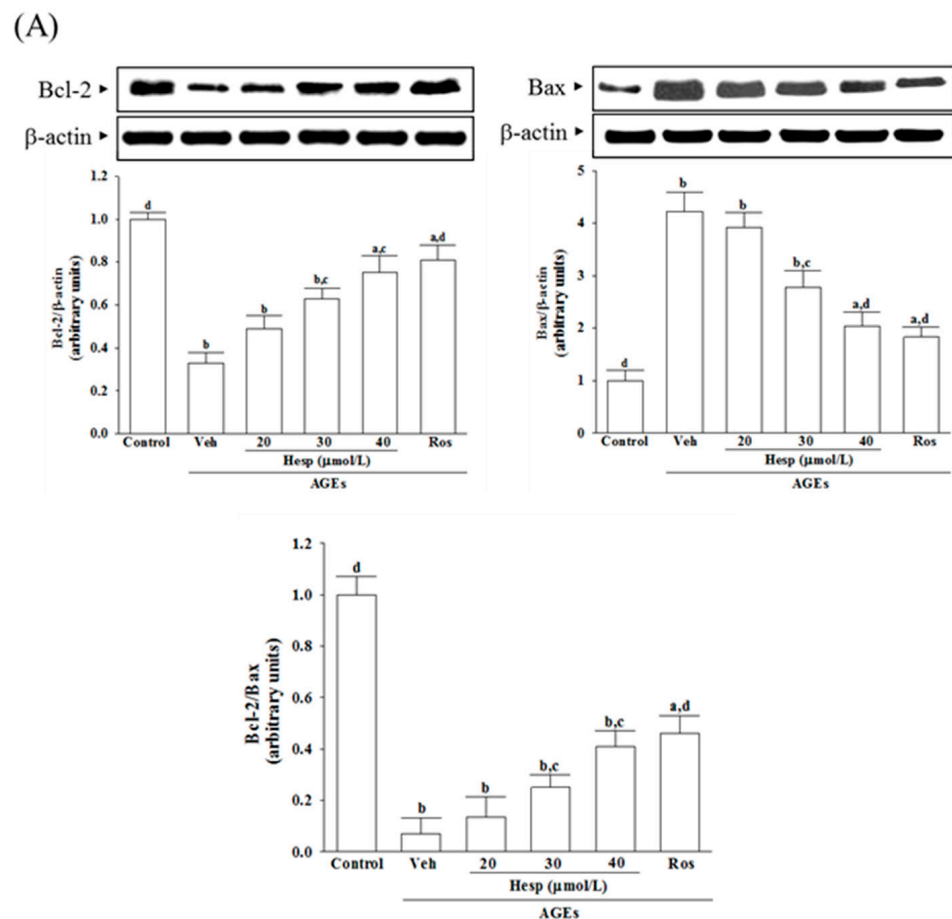 (A)
Bcl-2
β-actin
1.2
1.0
0.8
0.6
0.4
0.2
0.0
Bcl-2/β-actin
(arbitrary units)
d
b
b
b,c
a,c
a,d
Control
Veh
20
30
40
Ros
Hesp (μmol/L)
AGEs
Bax
β-actin
5
4
3
2
1
0
Bax/β-actin
(arbitrary units)
d
b
b
b,c
a,d
a,d
Control
Veh
20
30
40
Ros
Hesp (μmol/L)
AGEs
1.2
1.0
0.8
0.6
0.4
0.2
0.0
Bcl-2/Bax
(arbitrary units)
d
b
b
b,c
b,c
a,d
Control
Veh
20
30
40
Ros
Hesp (μmol/L)
AGEs